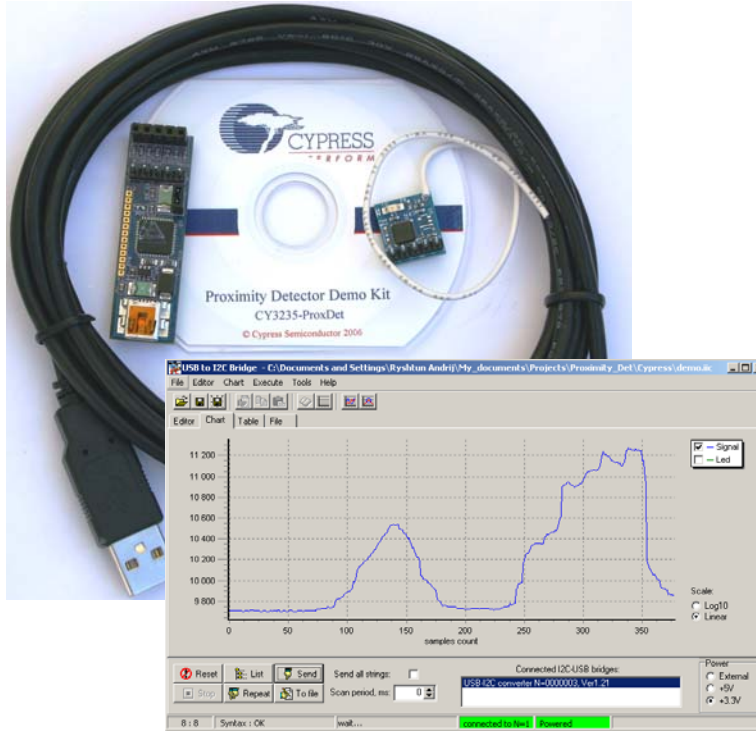 CYPRESS
PERFORM
Proximity Detector Demo Kit
CY3235-ProxDet
© Cypress Semiconductor 2006
USB to I2C Bridge - C:\Documents and Settings\Ryshtun Andrij\My_documents\Projects\Proximity_Det\Cypress\demo.iic
File Editor Chart Execute Tools Help
Editor Chart Table File
11 200
11 000
10 800
10 600
10 400
10 200
10 000
9 800
0 50 100 150 200 250 300 350
samples count
Signal
Led
Scale:
Log10
Linear
Reset List Send Send all strings:
Stop Repeat To file Scan period, ms: 0
Connected I2C-USB bridges:
USB-I2C converter N=0000003, Ver1.21
Power
External
+5V
+3.3V
8 : 8 Syntax : OK wait... connected to N=1 Powered